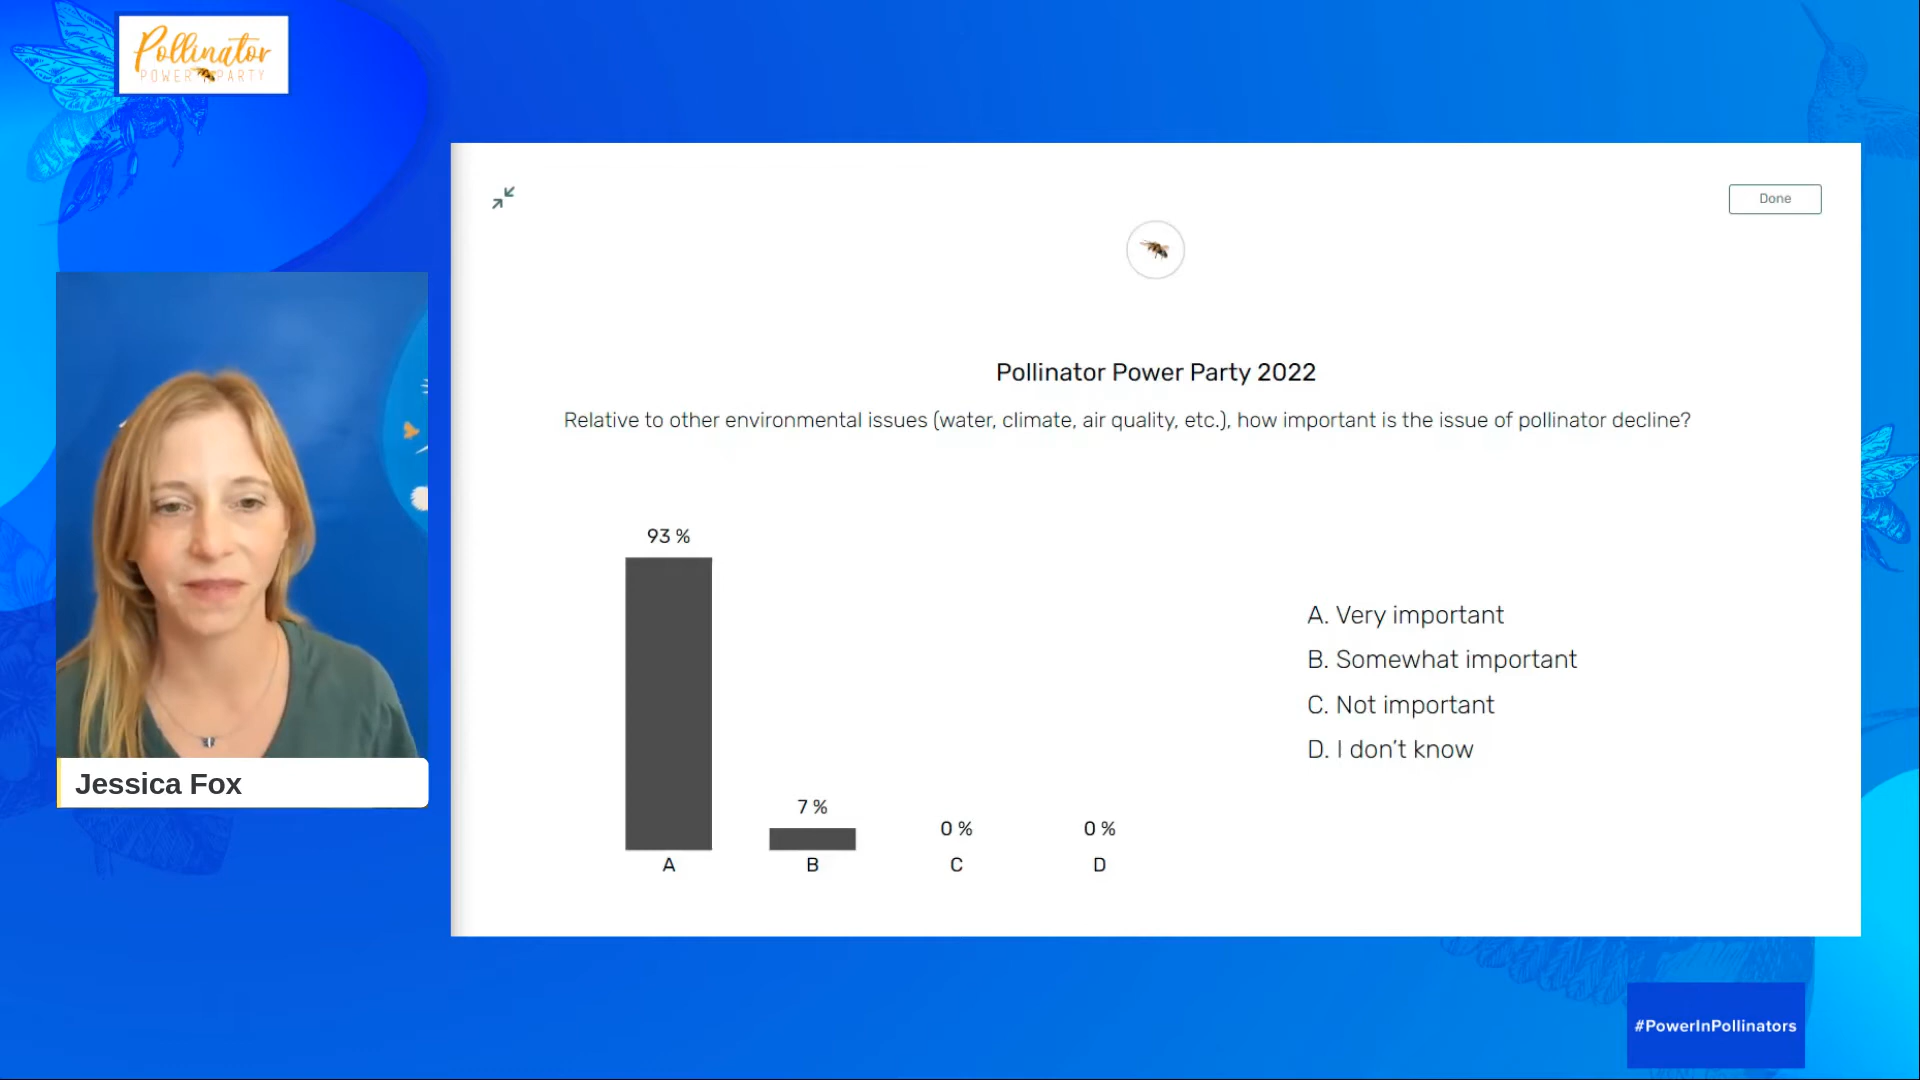 Pollinator
POWER PARTY
Done
Pollinator Power Party 2022
Relative to other environmental issues (water, climate, air quality, etc.), how important is the issue of pollinator decline?
93 %
7 %
0 %
0 %
A
B
C
D
A. Very important
B. Somewhat important
C. Not important
D. I don’t know
Jessica Fox
#PowerInPollinators